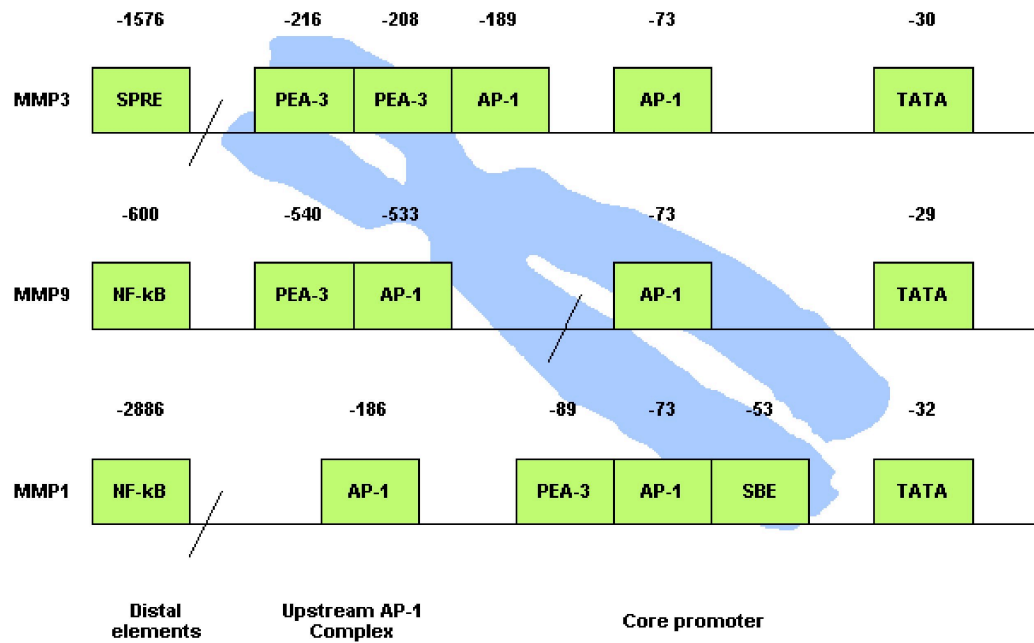 -1576 -216 -208 -189 -73 -30
MMP3 SPRE PEA-3 PEA-3 AP-1 AP-1 TATA
-600 -540 -533 -73 -29
MMP9 NF-kB PEA-3 AP-1 AP-1 TATA
-2886 -186 -89 -73 -53 -32
MMP1 NF-kB AP-1 PEA-3 AP-1 SBE TATA
Distal elements
Upstream AP-1 Complex
Core promoter